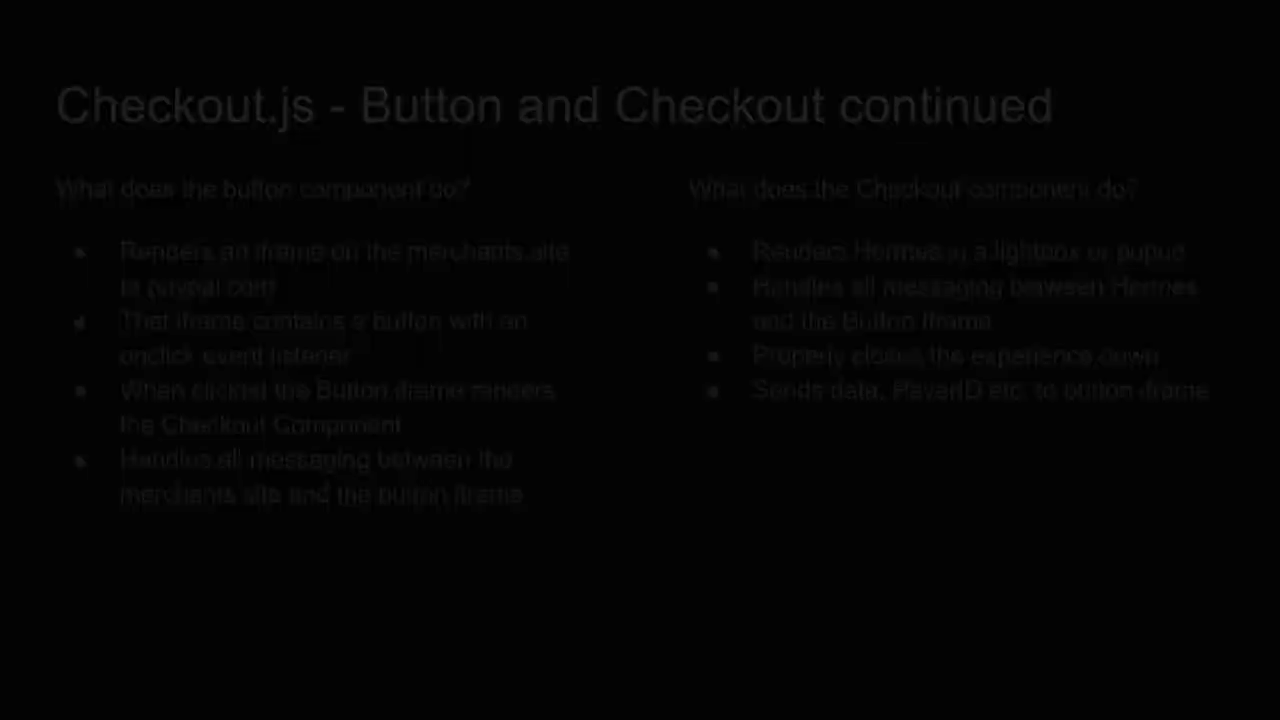 Checkout.js - Button and Checkout continued
What does the button component do?
Renders an iframe on the merchants site
to paypal.com
That iframe contains a button with an
onclick event listener
When clicked the Button iframe renders
the Checkout Component
Handles all messaging between the
merchants site and the button iframe
What does the Checkout component do?
Renders Hermes in a lightbox or popup
Handles all messaging between Hermes
and the Button Iframe
Properly closes the experience down
Sends data, PayerID etc. to button iframe